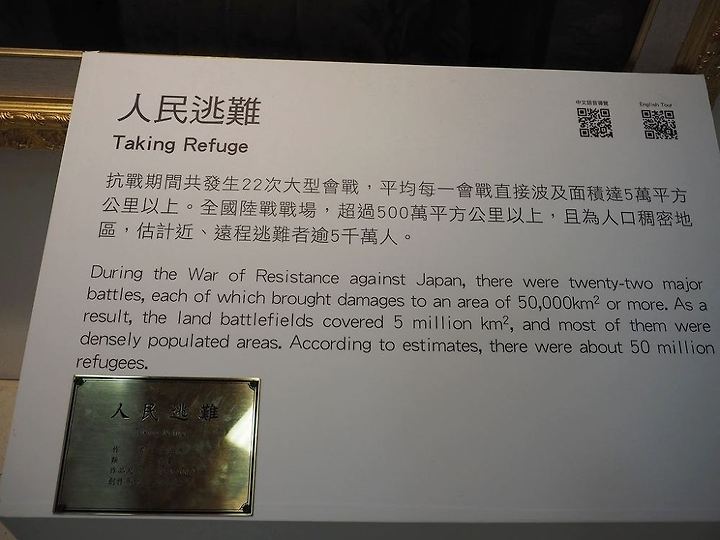 人民逃難
Taking Refuge
中文語音導覽
English Tour
抗戰期間共發生22次大型會戰，平均每一會戰直接波及面積達5萬平方
公里以上。全國陸戰戰場，超過500萬平方公里以上，且為人口稠密地
區，估計近、遠程逃難者逾5千萬人。
During the War of Resistance against Japan, there were twenty-two major
battles, each of which brought damages to an area of 50,000km² or more. As a
result, the land battlefields covered 5 million km², and most of them were
densely populated areas. According to estimates, there were about 50 million
refugees.
人民逃難